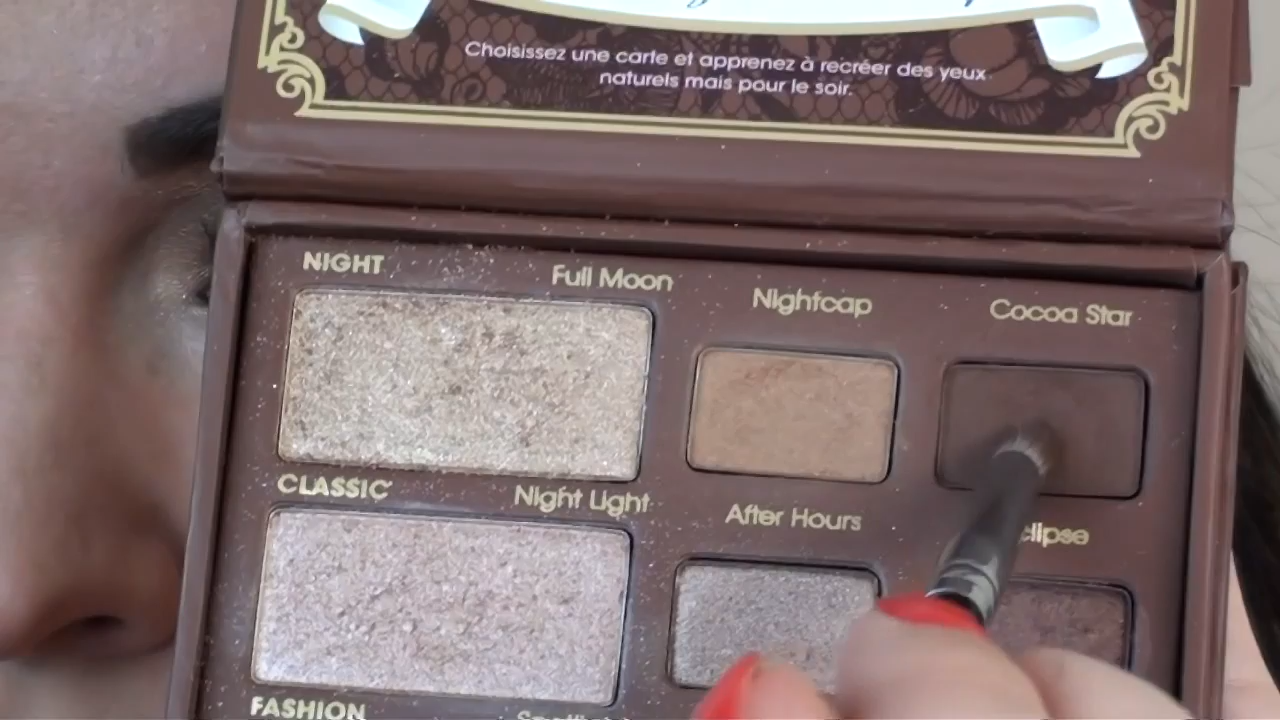 Choisissez une carte et apprenez à recréer des yeux
naturels mais pour le soir.
NIGHT
Full Moon
Nightcap
Cocoa Star
CLASSIC
Night Light
After Hours
clipse
FASHION